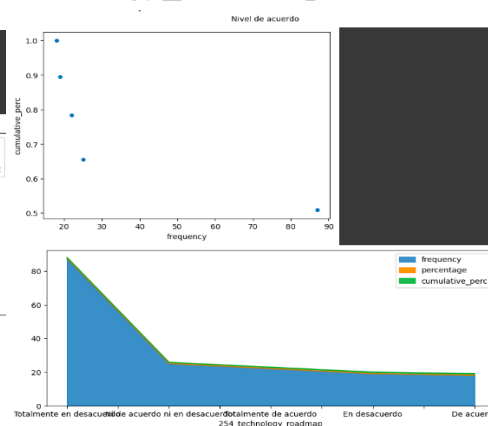 Nivel de acuerdo
1.0
0.9
0.8
0.7
0.6
0.5
cumulative_perc
20 30 40 50 60 70 80 90
frequency
frequency
percentage
cumulative_perc
80
60
40
20
0
Totalmente en desacuerdo Ni de acuerdo ni en desacuerdo Totalmente de acuerdo En desacuerdo De acuer
254_technology_roadmap